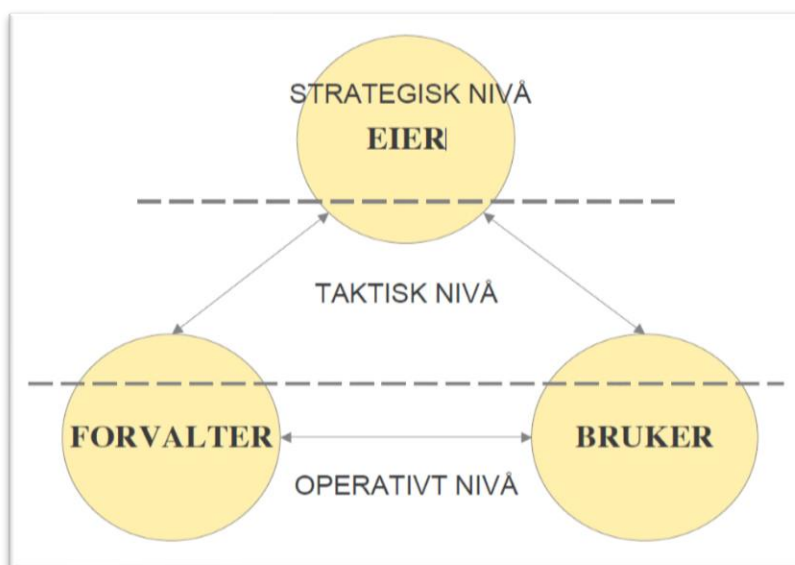 STRATEGISK NIVÅ
EIER
TAKTISK NIVÅ
FORVALTER
BRUKER
OPERATIVT NIVÅ